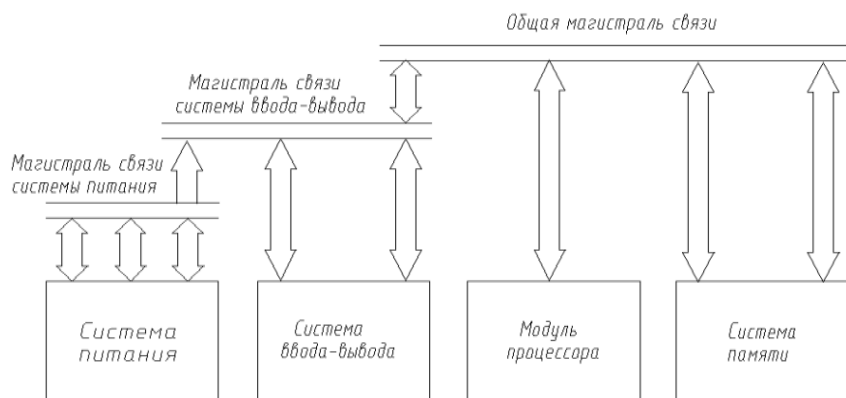 Общая магистраль связи
Магистраль связи
системы ввода-вывода
Магистраль связи
системы питания
Система
питания
Система
ввода-вывода
Модуль
процессора
Система
памяти